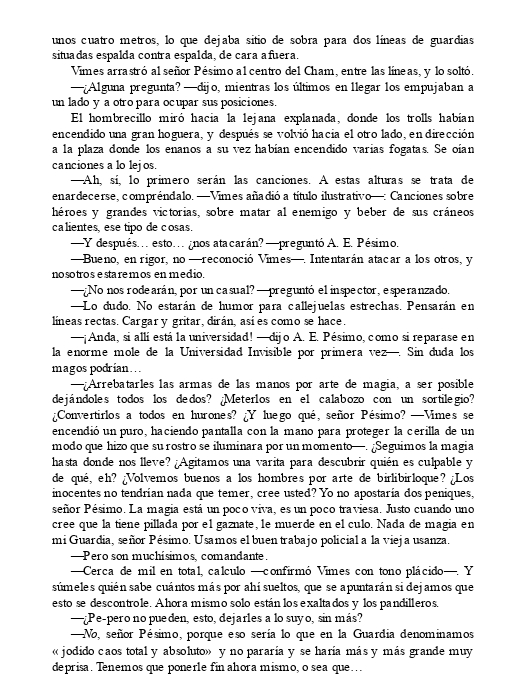 unos cuatro metros, lo que dejaba sitio de sobra para dos líneas de guardias
situadas espalda contra espalda, de cara afuera.
Vimes arrastró al señor Pésimo al centro del Cham, entre las líneas, y lo soltó.
—¿Alguna pregunta? —dijo, mientras los últimos en llegar los empujaban a
un lado y a otro para ocupar sus posiciones.
El hombrecillo miró hacia la lejana explanada, donde los trolls habían
encendido una gran hoguera, y después se volvió hacia el otro lado, en dirección
a la plaza donde los enanos a su vez habían encendido varias fogatas. Se oían
canciones a lo lejos.
—Ah, sí, lo primero serán las canciones. A estas alturas se trata de
enardecerse, compréndalo. —Vimes añadió a título ilustrativo—: Canciones sobre
héroes y grandes victorias, sobre matar al enemigo y beber de sus cráneos
calientes, ese tipo de cosas.
—Y después… esto… ¿nos atacarán? —preguntó A. E. Pésimo.
—Bueno, en rigor, no —reconoció Vimes—. Intentarán atacar a los otros, y
nosotros estaremos en medio.
—¿No nos rodearán, por un casual? —preguntó el inspector, esperanzado.
—Lo dudo. No estarán de humor para callejuelas estrechas. Pensarán en
líneas rectas. Cargar y gritar, dirán, así es como se hace.
—¡Anda, si allí está la universidad! —dijo A. E. Pésimo, como si reparase en
la enorme mole de la Universidad Invisible por primera vez—. Sin duda los
magos podrían…
—¿Arrebatarles las armas de las manos por arte de magia, a ser posible
dejándoles todos los dedos? ¿Meterlos en el calabozo con un sortilegio?
¿Convertirlos a todos en hurones? ¿Y luego qué, señor Pésimo? —Vimes se
encendió un puro, haciendo pantalla con la mano para proteger la cerilla de un
modo que hizo que su rostro se iluminara por un momento—. ¿Seguimos la magia
hasta donde nos lleve? ¿Agitamos una varita para descubrir quién es culpable y
de qué, eh? ¿Volvemos buenos a los hombres por arte de birlibirloque? ¿Los
inocentes no tendrían nada que temer, cree usted? Yo no apostaría dos peniques,
señor Pésimo. La magia está un poco viva, es un poco traviesa. Justo cuando uno
cree que la tiene pillada por el gaznate, le muerde en el culo. Nada de magia en
mi Guardia, señor Pésimo. Usamos el buen trabajo policial a la vieja usanza.
—Pero son muchísimos, comandante.
—Cerca de mil en total, calculo —confirmó Vimes con tono plácido—. Y
súmeles quién sabe cuántos más por ahí sueltos, que se apuntarán si dejamos que
esto se descontrole. Ahora mismo solo están los exaltados y los pandilleros.
—¿Pe-pero no pueden, esto, dejarles a lo suyo, sin más?
—No, señor Pésimo, porque eso sería lo que en la Guardia denominamos
«jodido caos total y absoluto» y no pararía y se haría más y más grande muy
deprisa. Tenemos que ponerle fin ahora mismo, o sea que…